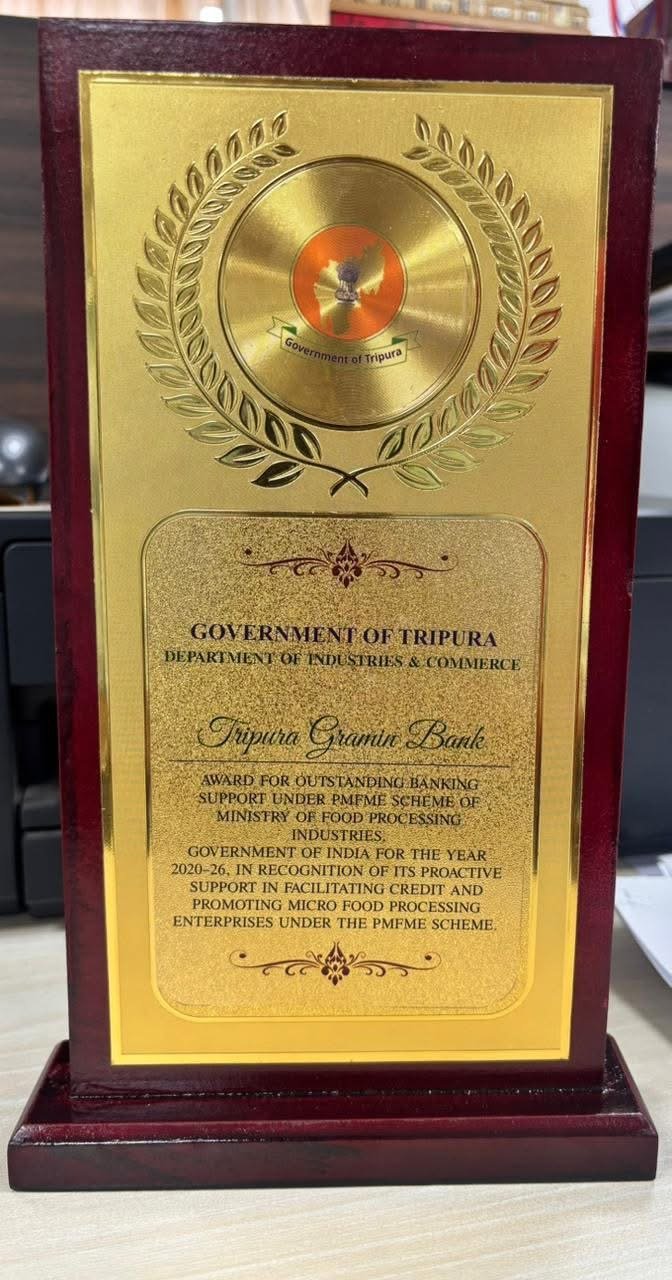 Government of Tripura
GOVERNMENT OF TRIPURA
DEPARTMENT OF INDUSTRIES & COMMERCE
Tripura Gramin Bank
AWARD FOR OUTSTANDING BANKING
SUPPORT UNDER PMFME SCHEME OF
MINISTRY OF FOOD PROCESSING
INDUSTRIES,
GOVERNMENT OF INDIA FOR THE YEAR
2020-26, IN RECOGNITION OF ITS PROACTIVE
SUPPORT IN FACILITATING CREDIT AND
PROMOTING MICRO FOOD PROCESSING
ENTERPRISES UNDER THE PMFME SCHEME.